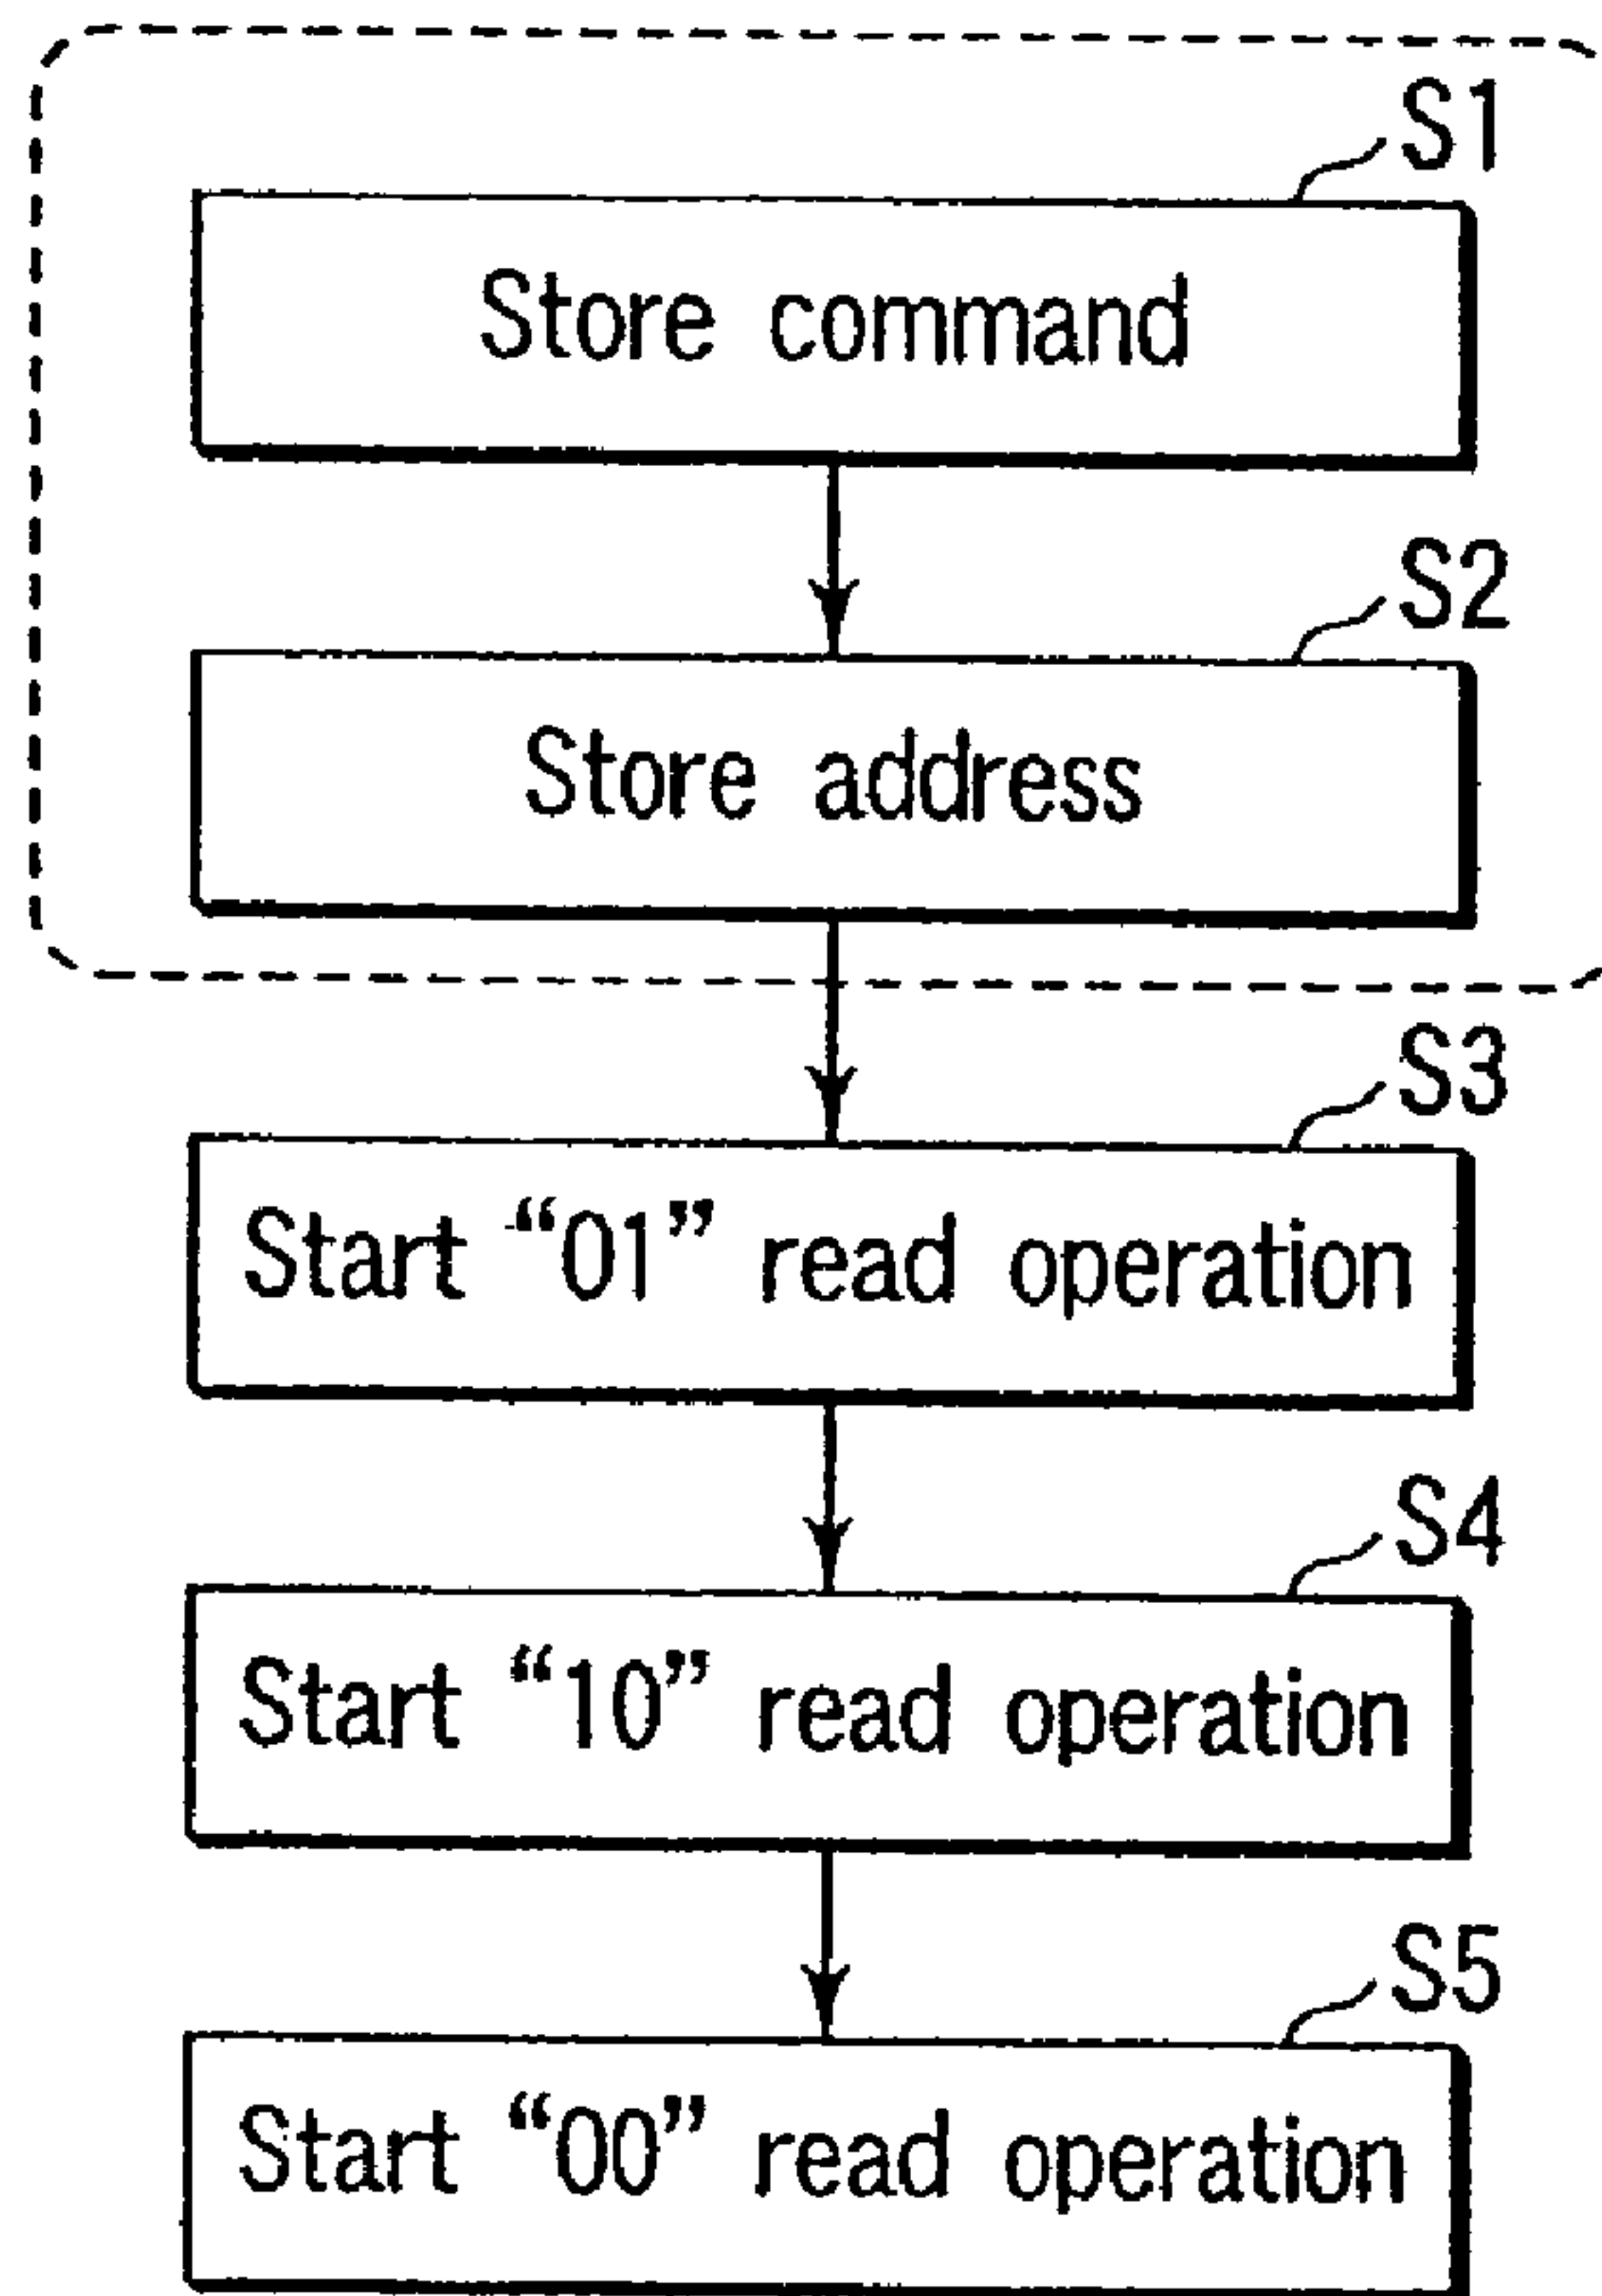 S1
Store command
S2
Store address
S3
Start “01” read operation
S4
Start “10” read operation
S5
Start “00” read operation